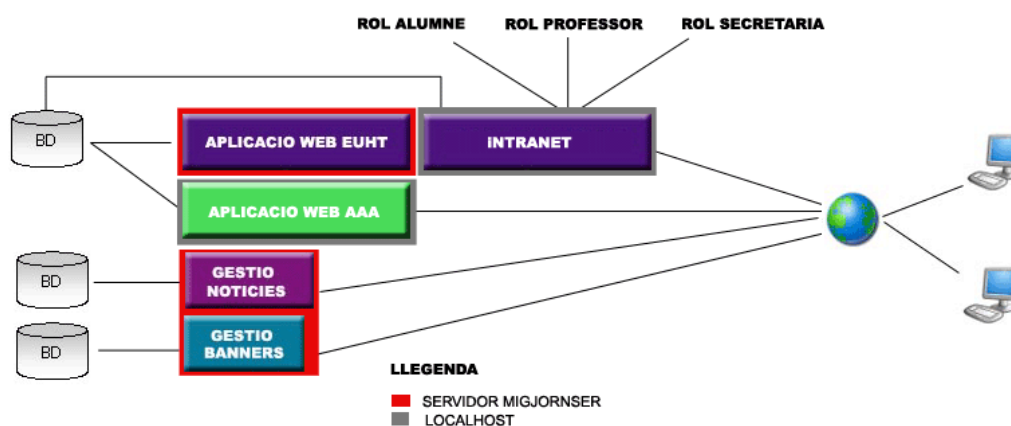 ROL ALUMNE
ROL PROFESSOR
ROL SECRETARIA
BD
APLICACIO WEB EUHT
INTRANET
APLICACIO WEB AAA
BD
GESTIO
NOTICIES
BD
GESTIO
BANNERS
LLEGENDA
SERVIDOR MIGJORNSER
LOCALHOST